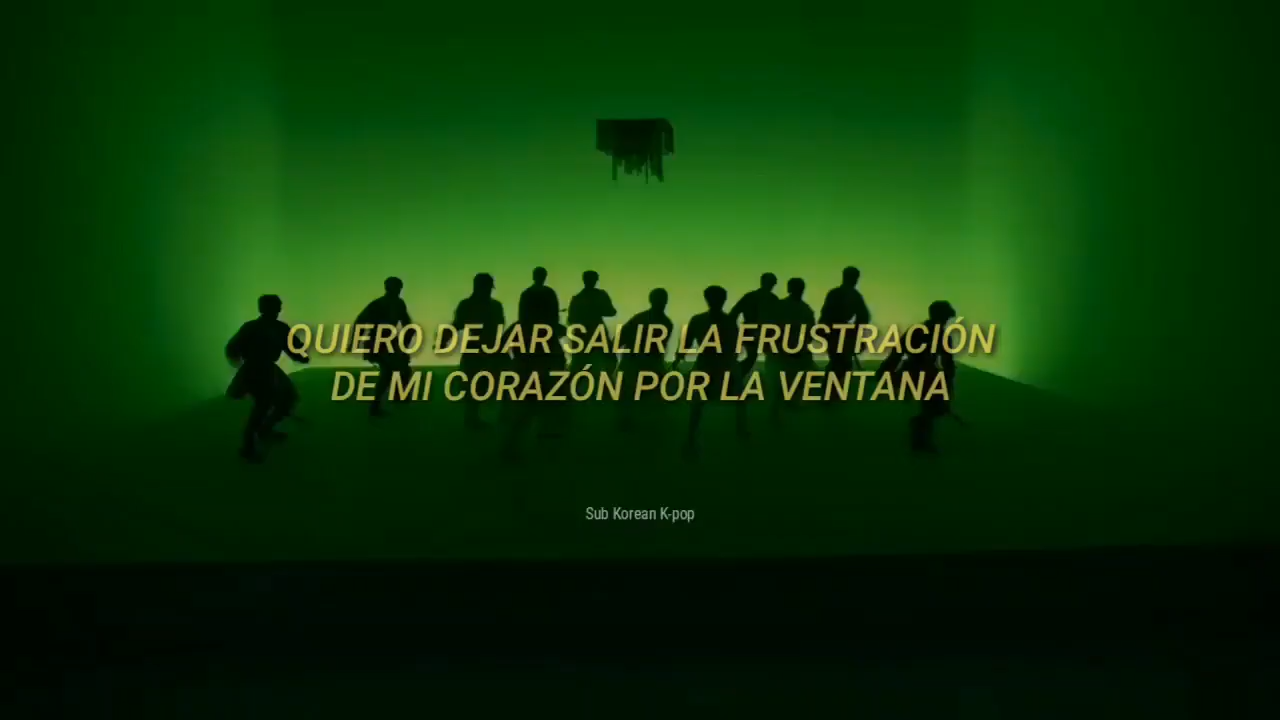 QUIERO DEJAR SALIR LA FRUSTRACIÓN
DE MI CORAZÓN POR LA VENTANA
Sub Korean K-pop